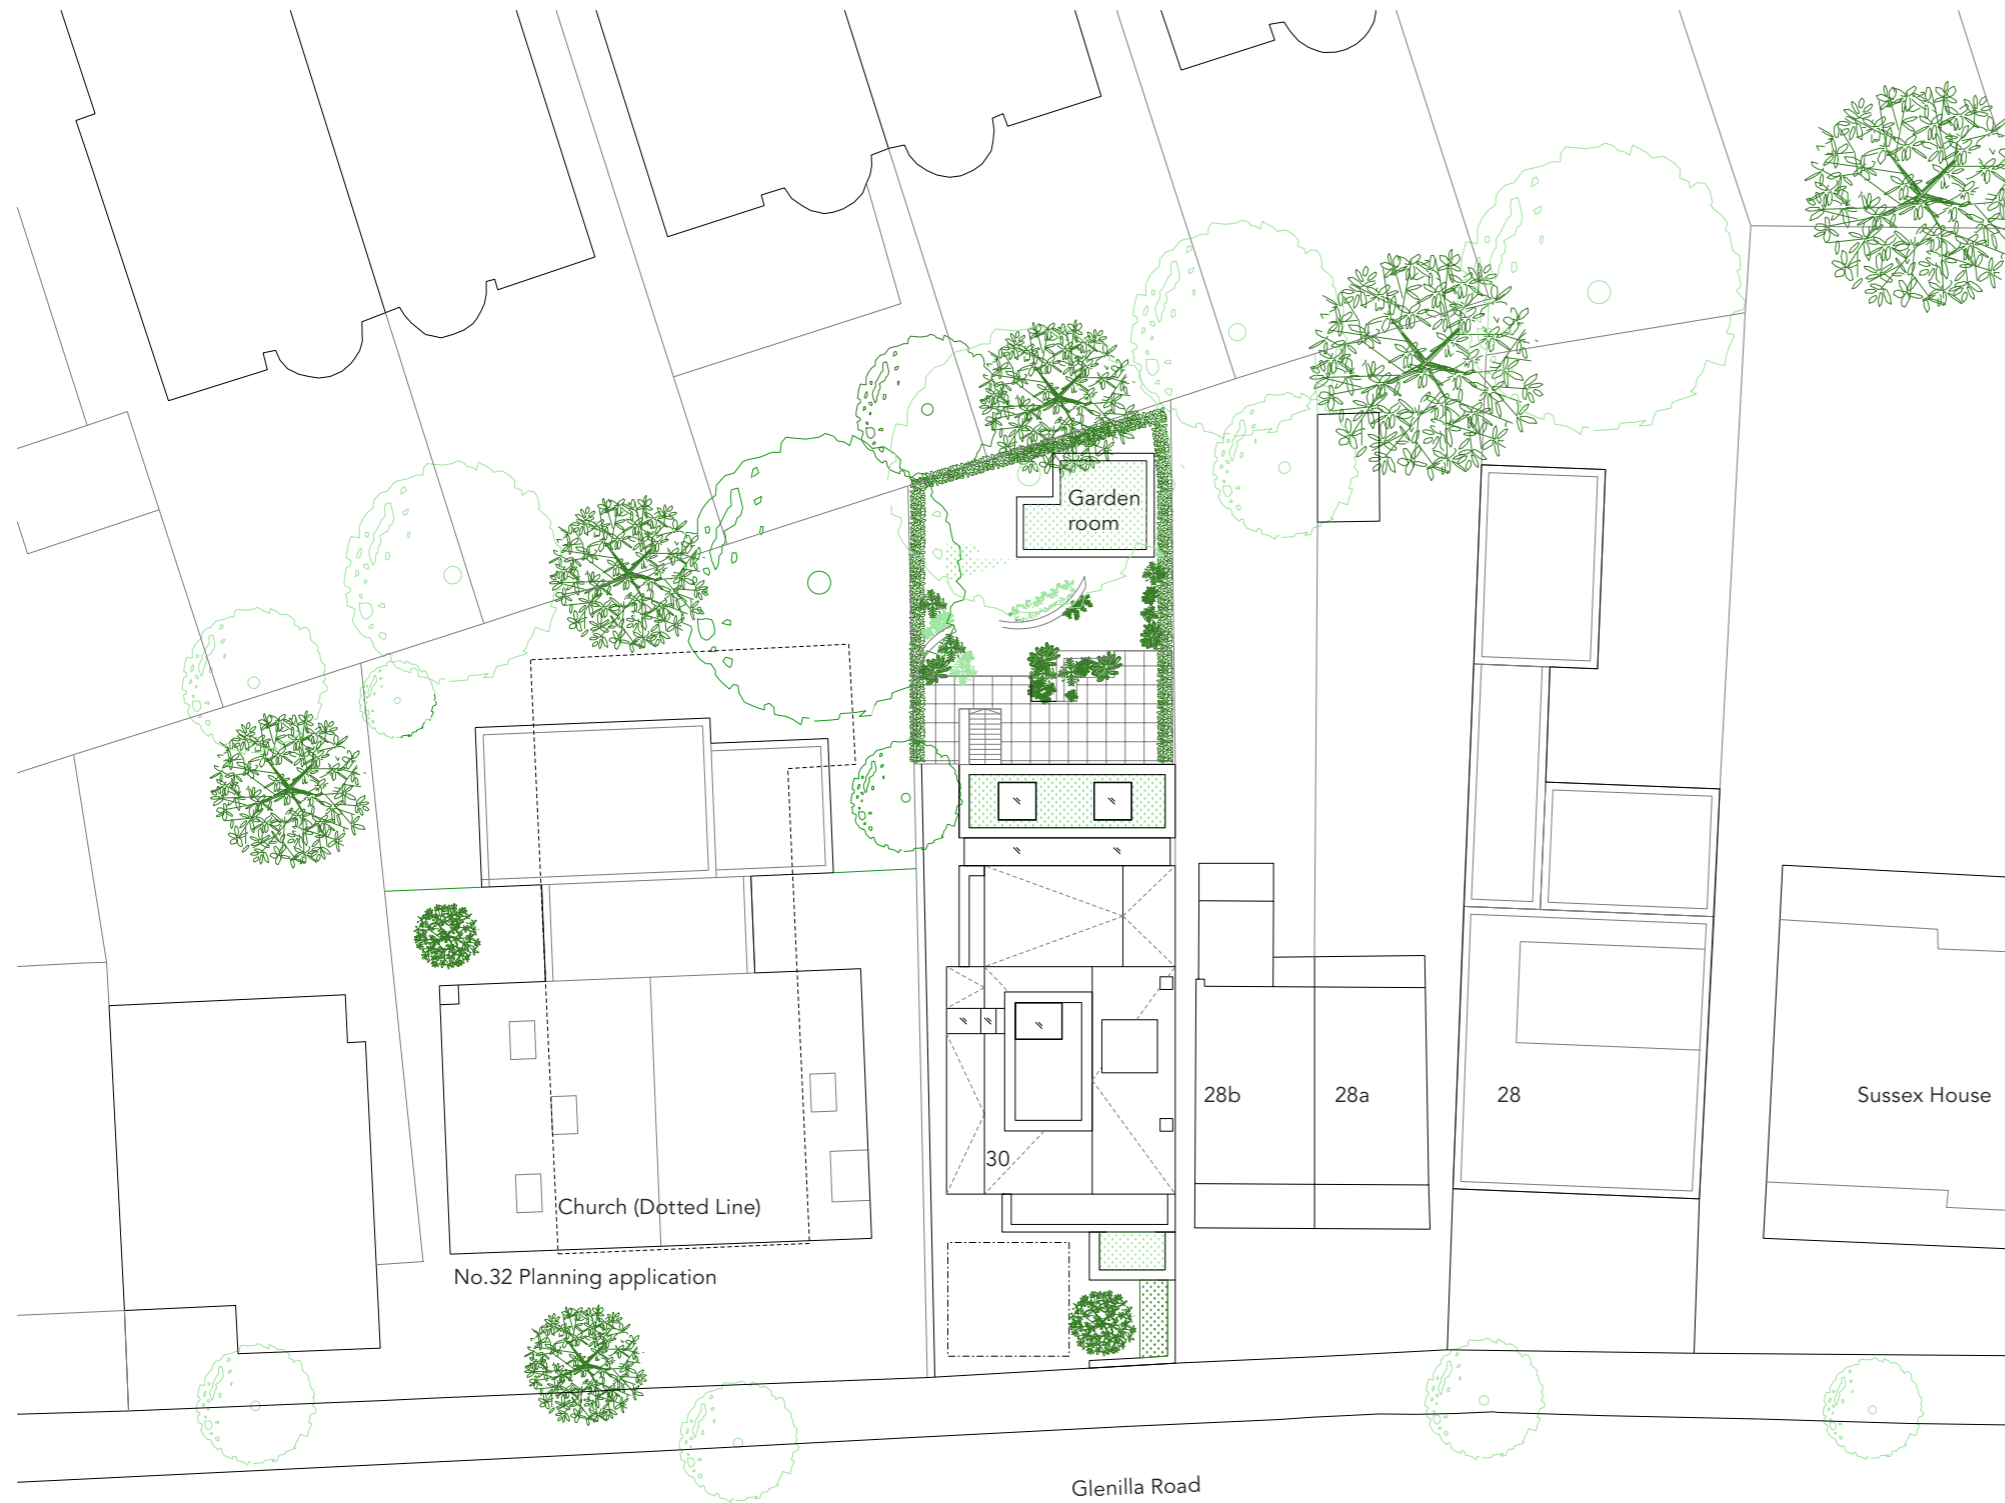 Garden
room
28b
28a
28
Sussex House
30
Church (Dotted Line)
No.32 Planning application
Glenilla Road